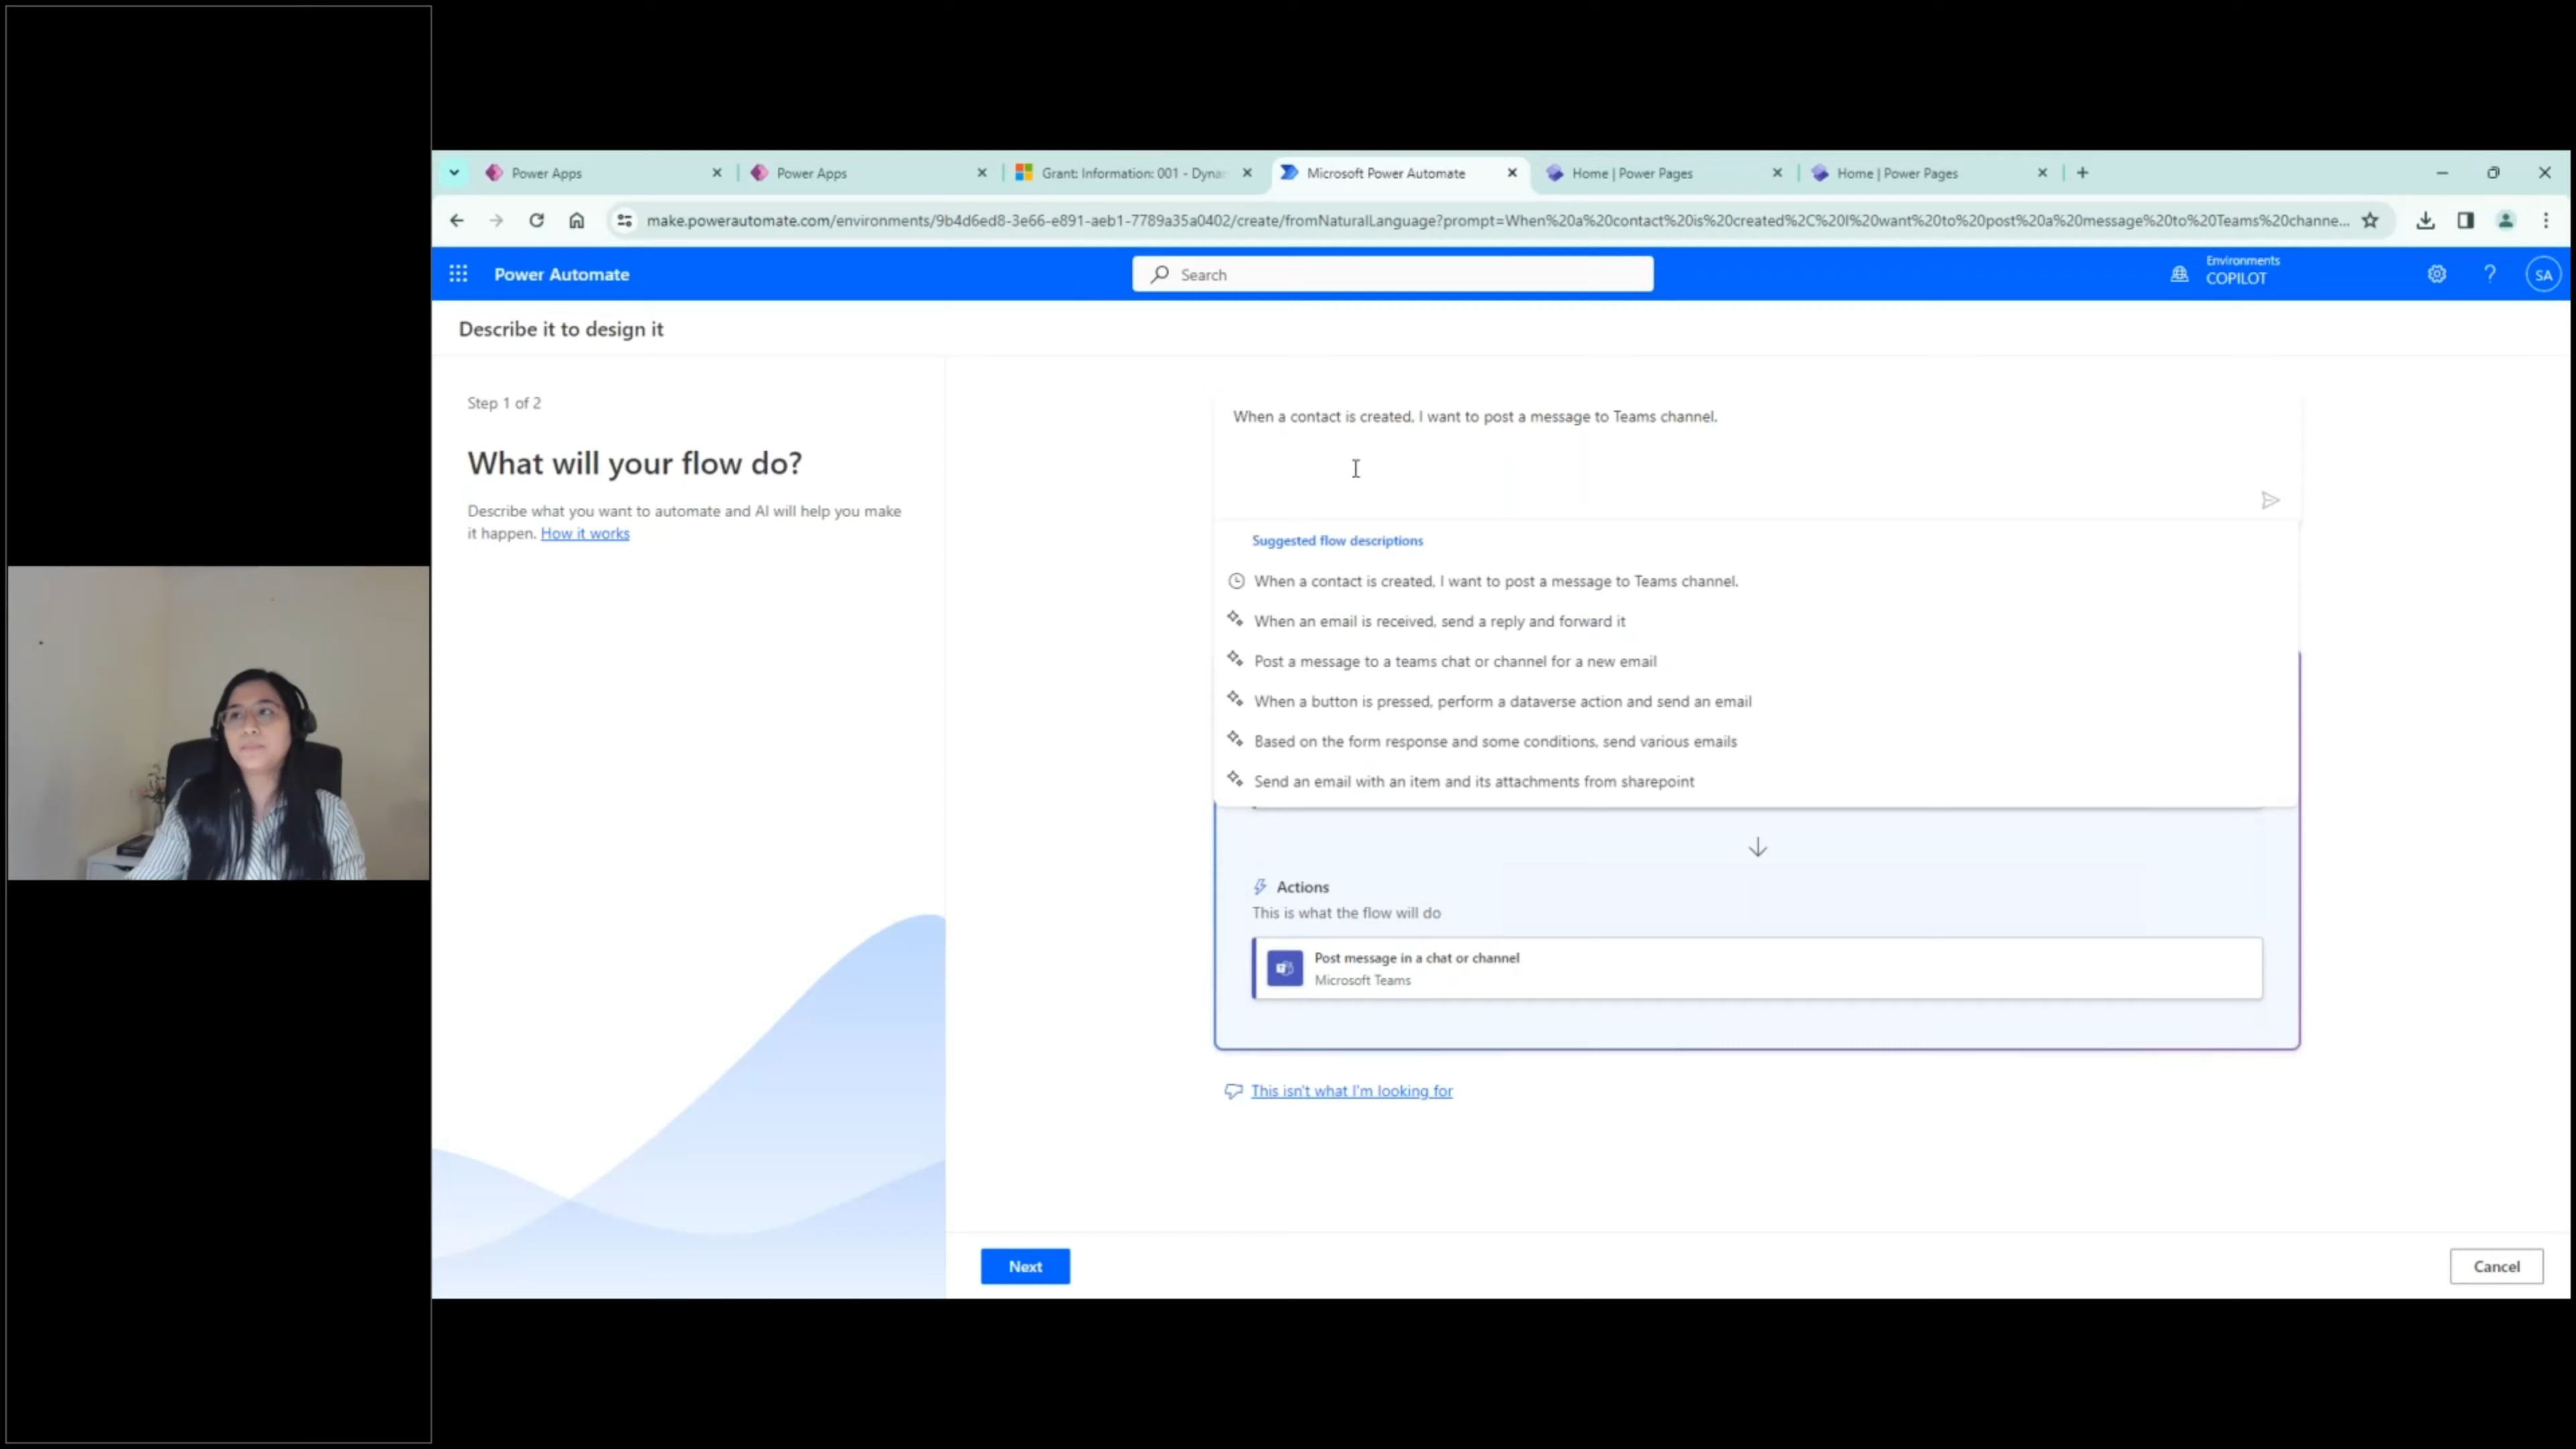 Power Apps
Power Apps
Grant: Information: 001 - Dyna
Microsoft Power Automate
Home | Power Pages
Home | Power Pages
make.powerautomate.com/environments/9b4d6ed8-3e66-e891-aeb1-7789a35a0402/create/fromNaturalLanguage?prompt=When%20a%20contact%20is%20created%2C%20I%20want%20to%20post%20a%20message%20to%20Teams%20channe...
Power Automate
Search
Environments
COPILOT
?
SA
Describe it to design it
Step 1 of 2
What will your flow do?
Describe what you want to automate and AI will help you make
it happen. How it works
When a contact is created, I want to post a message to Teams channel.
Suggested flow descriptions
When a contact is created, I want to post a message to Teams channel.
When an email is received, send a reply and forward it
Post a message to a teams chat or channel for a new email
When a button is pressed, perform a dataverse action and send an email
Based on the form response and some conditions, send various emails
Send an email with an item and its attachments from sharepoint
Actions
This is what the flow will do
Post message in a chat or channel
Microsoft Teams
This isn't what I'm looking for
Next
Cancel